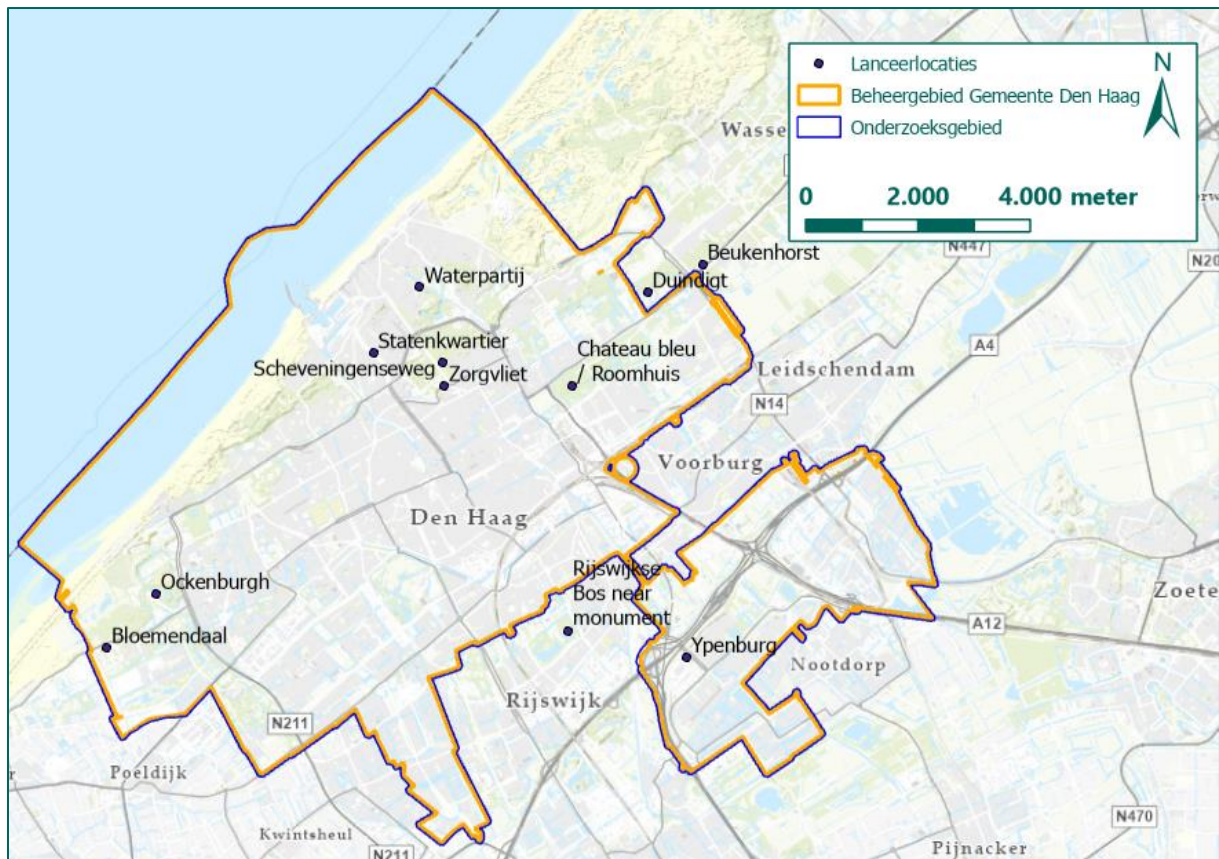 Lanceerlocaties
Beheergebied Gemeente Den Haag
Onderzoeksgebied
N
0 2.000 4.000 meter
Wasse
N447
N20
Beukenhorst
Duindigt
Waterpartij
Statenkwartier
Scheveningenseweg
Zorgvliet
Chateau bleu
/ Roomhuis
A4
Leidschendam
N14
Voorburg
Den Haag
Ockenburgh
Bloemendaal
Rijswijkse
Bos near
monument
Ypenburg
Zoete
A12
Nootdorp
Rijswijk
N211
Poeldijk
Kwintsheul
N211
N470
Pijnacker